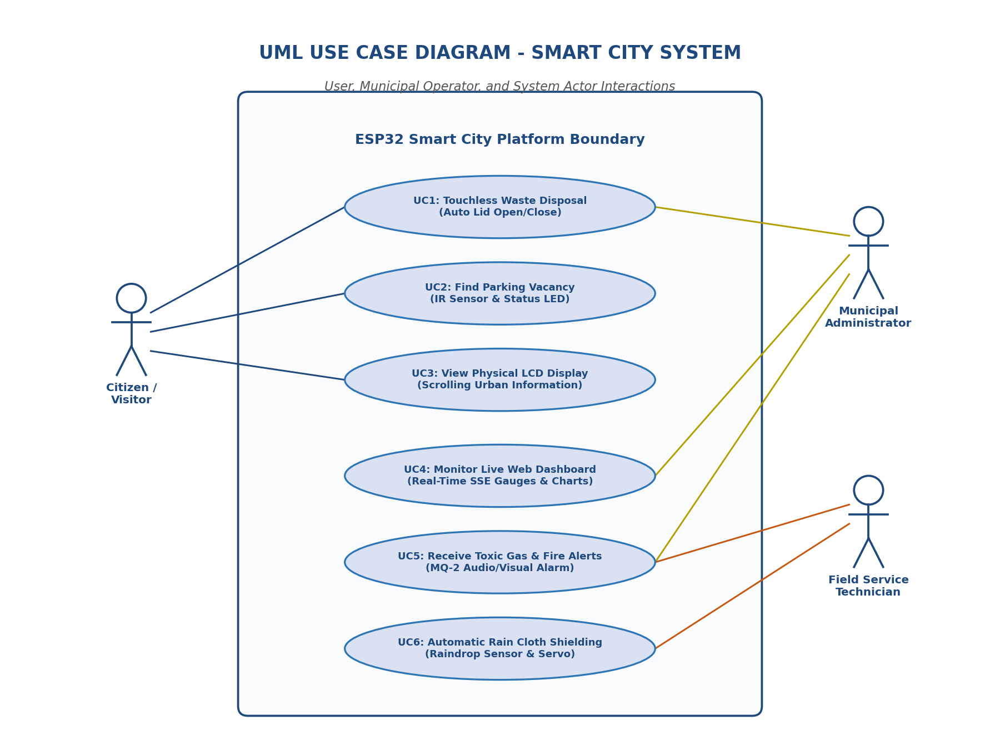 UML USE CASE DIAGRAM - SMART CITY SYSTEM
User, Municipal Operator, and System Actor Interactions
ESP32 Smart City Platform Boundary
UC1: Touchless Waste Disposal
(Auto Lid Open/Close)
UC2: Find Parking Vacancy
(IR Sensor & Status LED)
Municipal
Administrator
UC3: View Physical LCD Display
(Scrolling Urban Information)
Citizen /
Visitor
UC4: Monitor Live Web Dashboard
(Real-Time SSE Gauges & Charts)
UC5: Receive Toxic Gas & Fire Alerts
(MQ-2 Audio/Visual Alarm)
Field Service
Technician
UC6: Automatic Rain Cloth Shielding
(Raindrop Sensor & Servo)